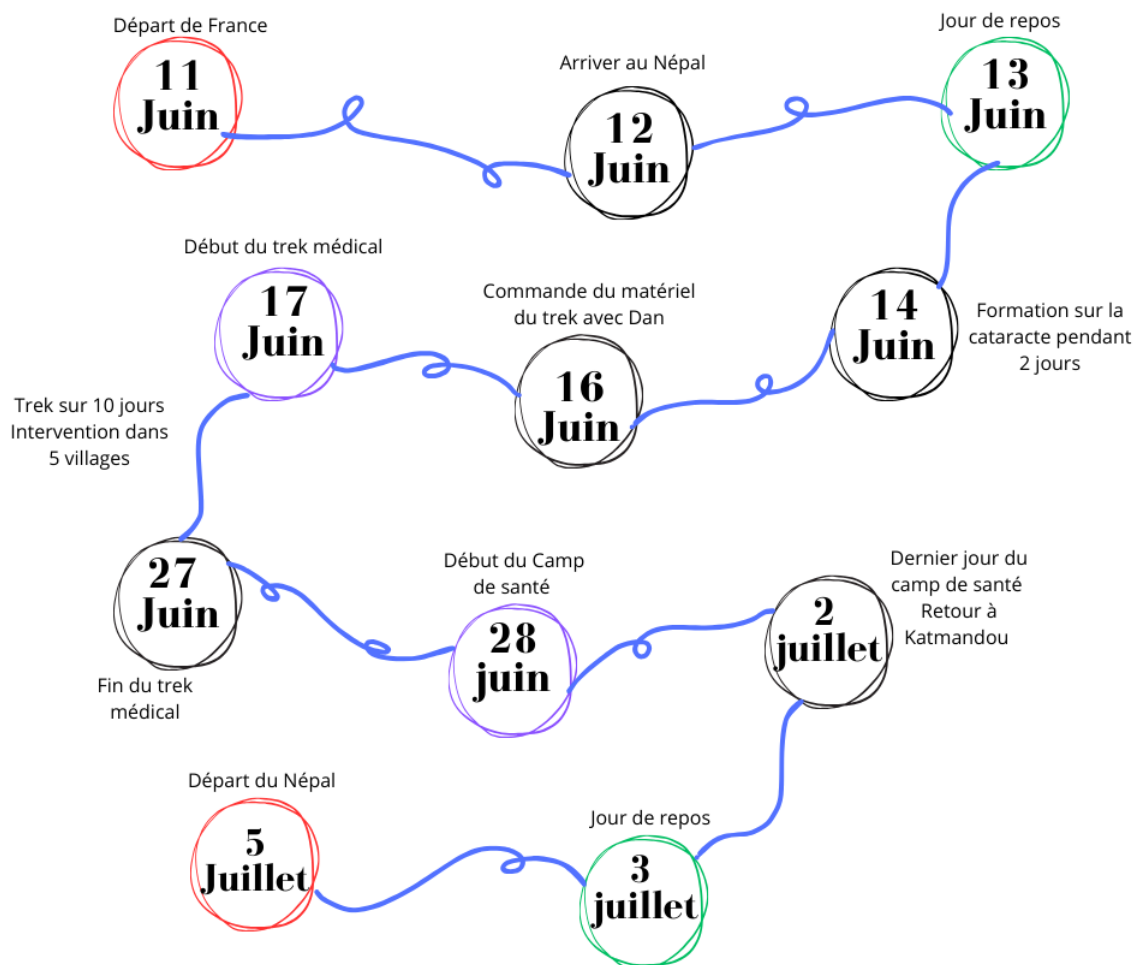 Départ de France
11
Juin
Arriver au Népal
12
Juin
Jour de repos
13
Juin
14
Juin
Formation sur la
cataracte pendant
2 jours
Commande du matériel
du trek avec Dan
16
Juin
Début du trek médical
17
Juin
Trek sur 10 jours
Intervention dans
5 villages
27
Juin
Fin du trek
médical
Début du Camp
de santé
28
juin
Dernier jour du
camp de santé
Retour à
Katmandou
2
juillet
Jour de repos
3
juillet
Départ du Népal
5
Juillet